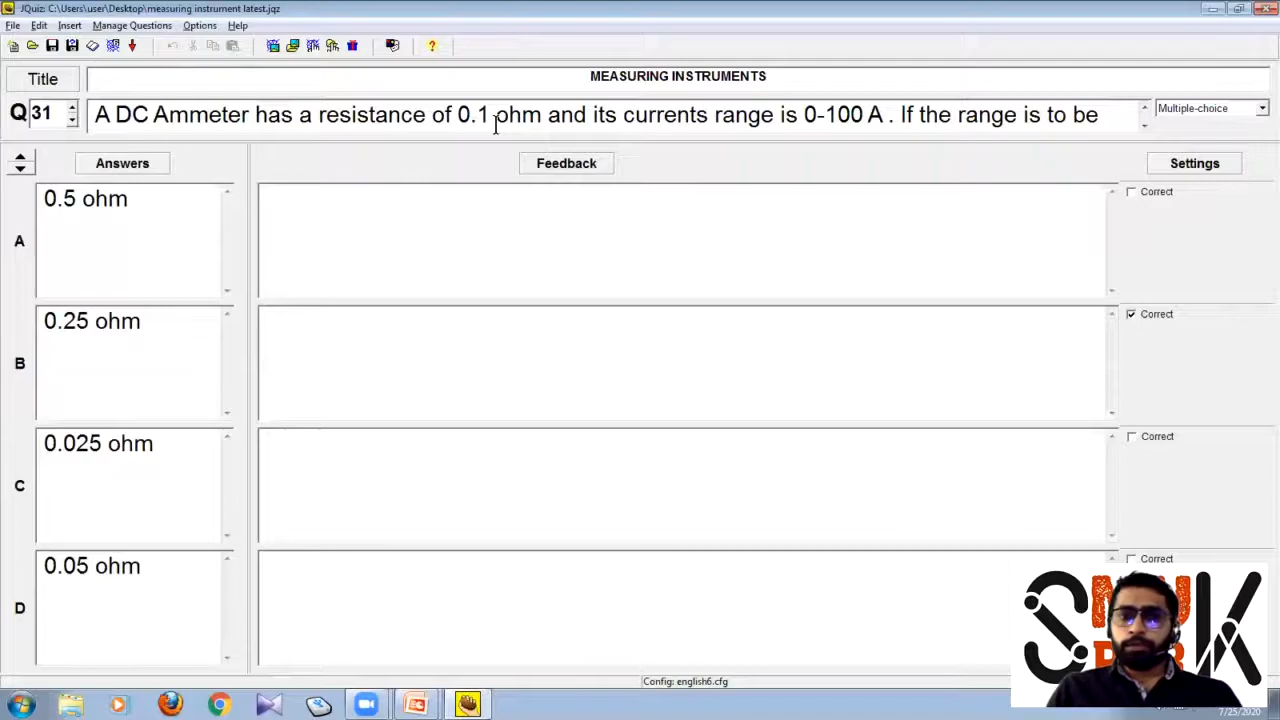 JQuiz: C:\Users\user\Desktop\measuring instrument latest.jqz
File Edit Insert Manage Questions Options Help
Title
MEASURING INSTRUMENTS
Q 31
A DC Ammeter has a resistance of 0.1 ohm and its currents range is 0-100 A . If the range is to be
Multiple-choice
Answers
Feedback
Settings
A
0.5 ohm
Correct
B
0.25 ohm
Correct
C
0.025 ohm
Correct
D
0.05 ohm
Correct
Config: english6.cfg
7/25/2020